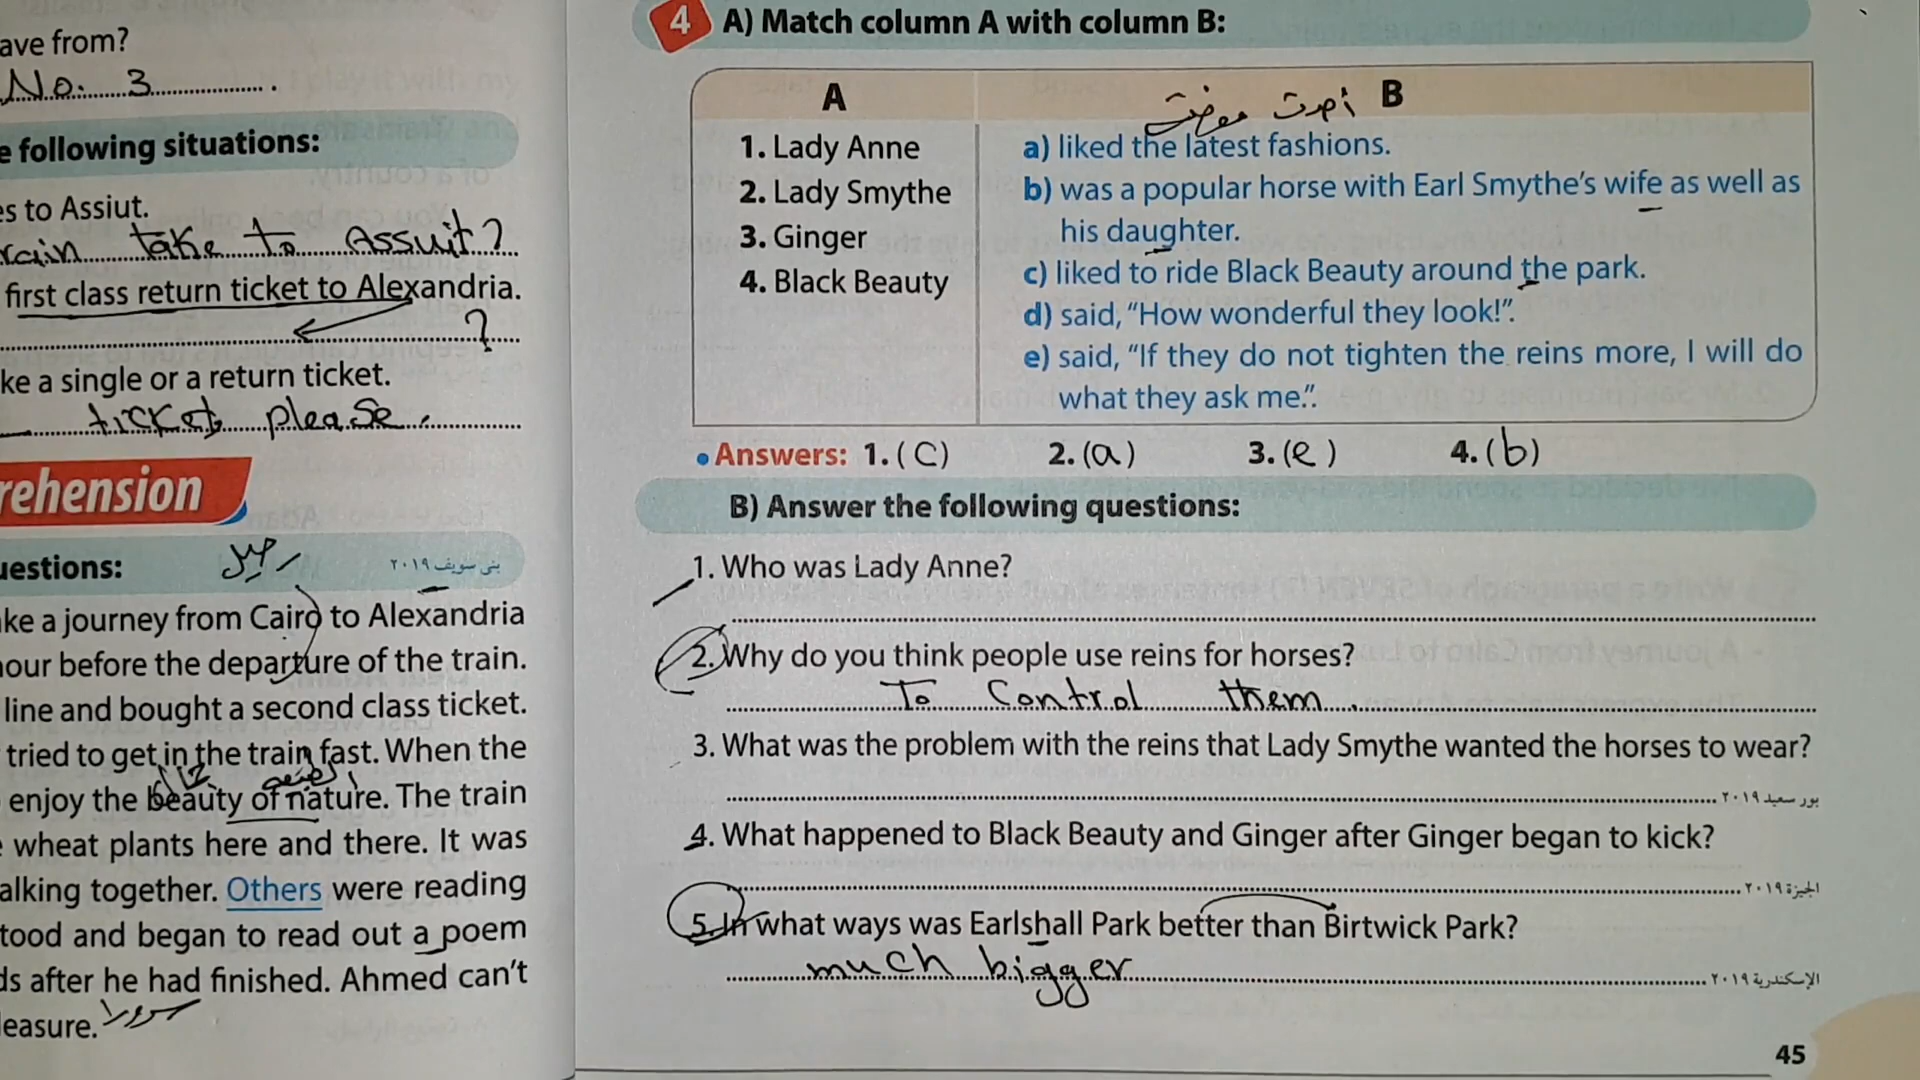 ave from?
No. 3
e following situations:
es to Assiut.
rain take to Assuit?
first class return ticket to Alexandria.
?
ke a single or a return ticket.
ticket please.
rehension
uestions:
بنى سويف ٢٠١٩
ake a journey from Cairo to Alexandria
hour before the departure of the train.
line and bought a second class ticket.
tried to get in the train fast. When the
enjoy the beauty of nature. The train
e wheat plants here and there. It was
alking together. Others were reading
tood and began to read out a poem
ds after he had finished. Ahmed can't
leasure.
4 A) Match column A with column B:
A B
1. Lady Anne
2. Lady Smythe
3. Ginger
4. Black Beauty
a) liked the latest fashions.
b) was a popular horse with Earl Smythe's wife as well as
his daughter.
c) liked to ride Black Beauty around the park.
d) said, "How wonderful they look!".
e) said, "If they do not tighten the reins more, I will do
what they ask me.".
• Answers: 1. (c) 2. (a) 3. (e) 4. (b)
B) Answer the following questions:
1. Who was Lady Anne?
2. Why do you think people use reins for horses?
To Control them.
3. What was the problem with the reins that Lady Smythe wanted the horses to wear?
بور سعيد ٢٠١٩
4. What happened to Black Beauty and Ginger after Ginger began to kick?
الجيزة ٢٠١٩
5. In what ways was Earlshall Park better than Birtwick Park?
much bigger
الإسكندرية ٢٠١٩
45